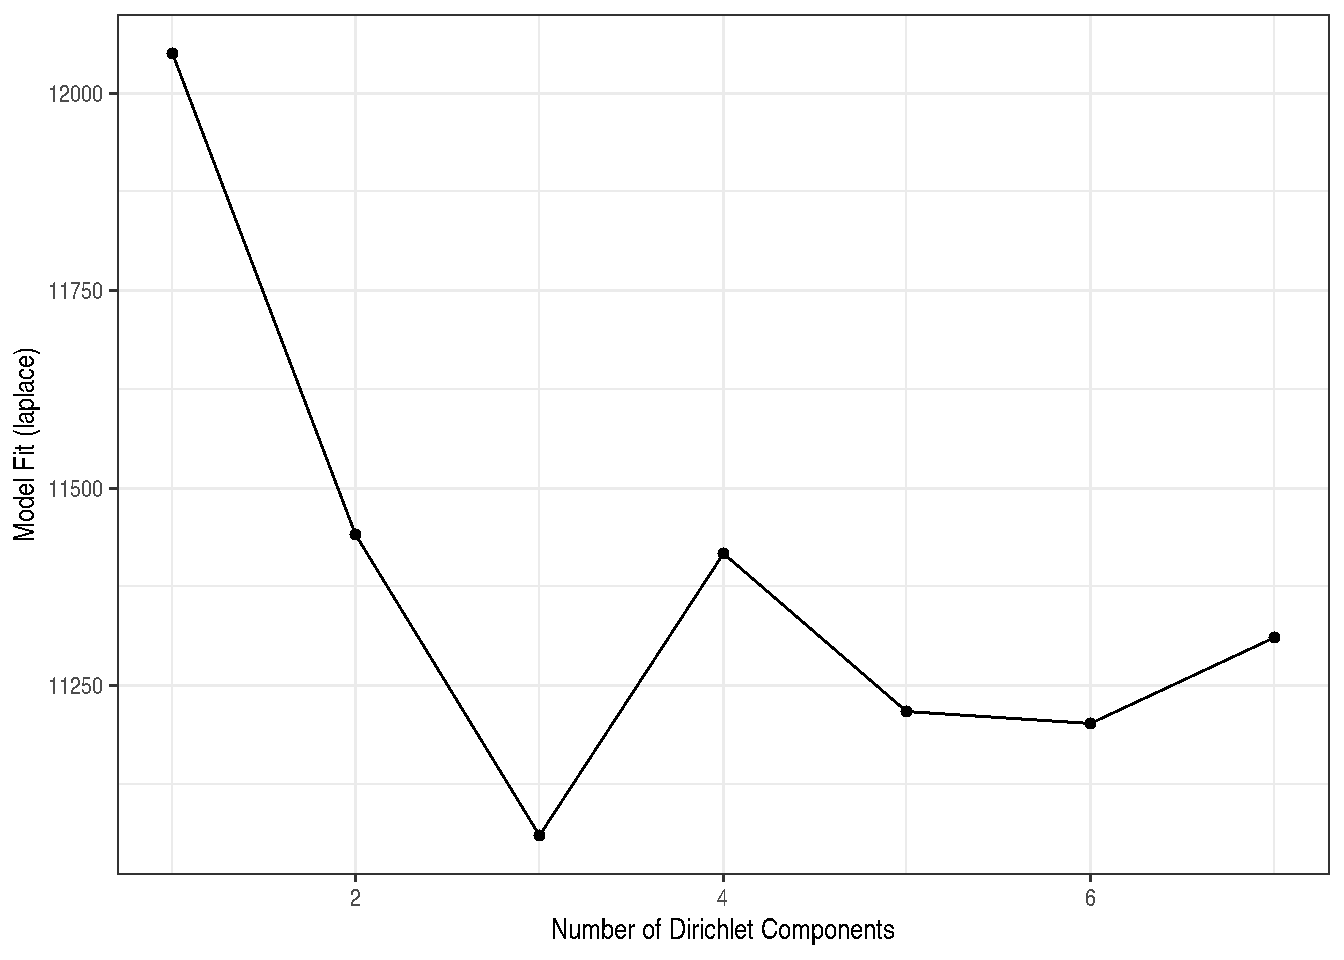 12000
11750
11500
11250
Model Fit (laplace)
2 4 6
Number of Dirichlet Components